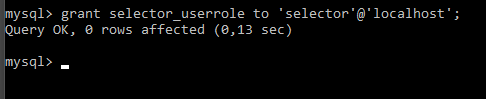 mysql> grant selector_userrole to 'selector'@'localhost';
Query OK, 0 rows affected (0,13 sec)
mysql> _